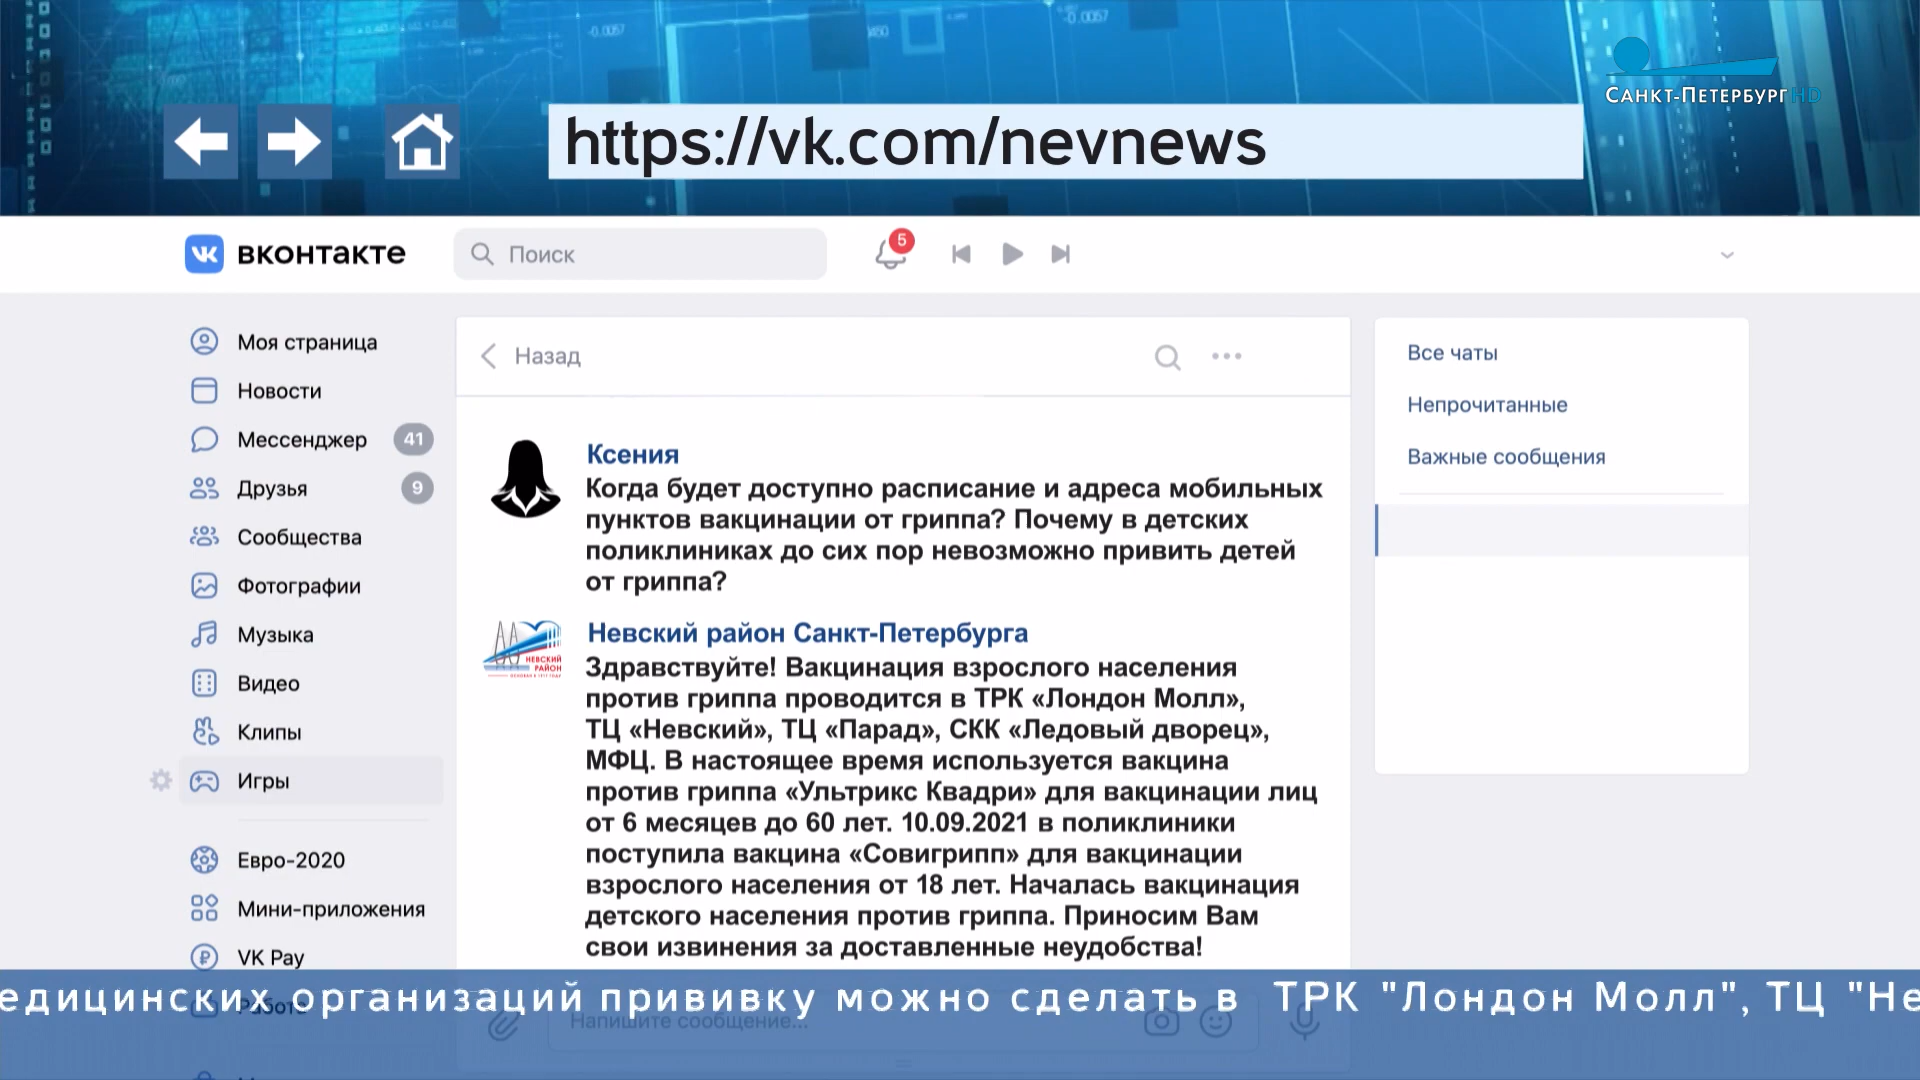 САНКТ-ПЕТЕРБУРГ HD
https://vk.com/nevnews
вконтакте
Поиск
5
Моя страница
Новости
Мессенджер 41
Друзья 9
Сообщества
Фотографии
Музыка
Видео
Клипы
Игры
Евро-2020
Мини-приложения
VK Pay
Работа
Назад
Ксения
Когда будет доступно расписание и адреса мобильных
пунктов вакцинации от гриппа? Почему в детских
поликлиниках до сих пор невозможно привить детей
от гриппа?
НЕВСКИЙ
РАЙОН
Невский район Санкт-Петербурга
Здравствуйте! Вакцинация взрослого населения
против гриппа проводится в ТРК «Лондон Молл»,
ТЦ «Невский», ТЦ «Парад», СКК «Ледовый дворец»,
МФЦ. В настоящее время используется вакцина
против гриппа «Ультрикс Квадри» для вакцинации лиц
от 6 месяцев до 60 лет. 10.09.2021 в поликлиники
поступила вакцина «Совигрипп» для вакцинации
взрослого населения от 18 лет. Началась вакцинация
детского населения против гриппа. Приносим Вам
свои извинения за доставленные неудобства!
Все чаты
Непрочитанные
Важные сообщения
едицинских организаций прививку можно сделать в ТРК "Лондон Молл", ТЦ "Не
Напишите сообщение...